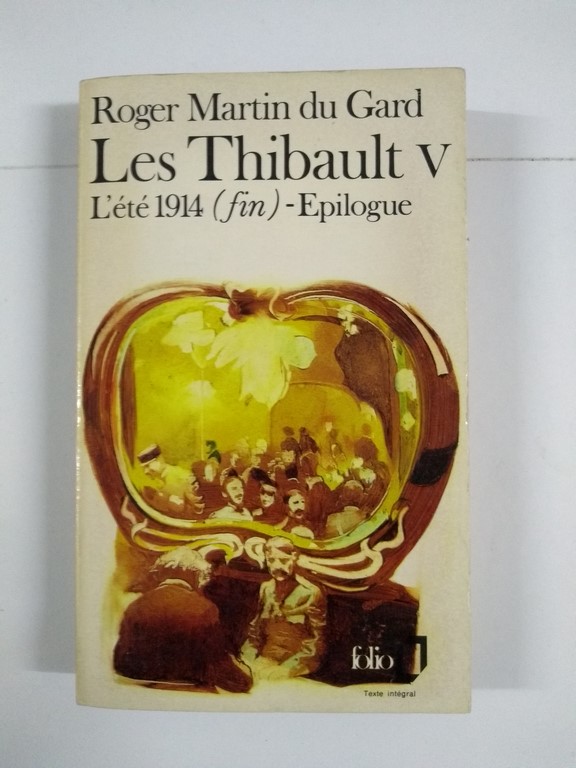 Roger Martin du Gard
Les Thibault V
L'été 1914 (fin) - Epilogue
folio
Texte intégral